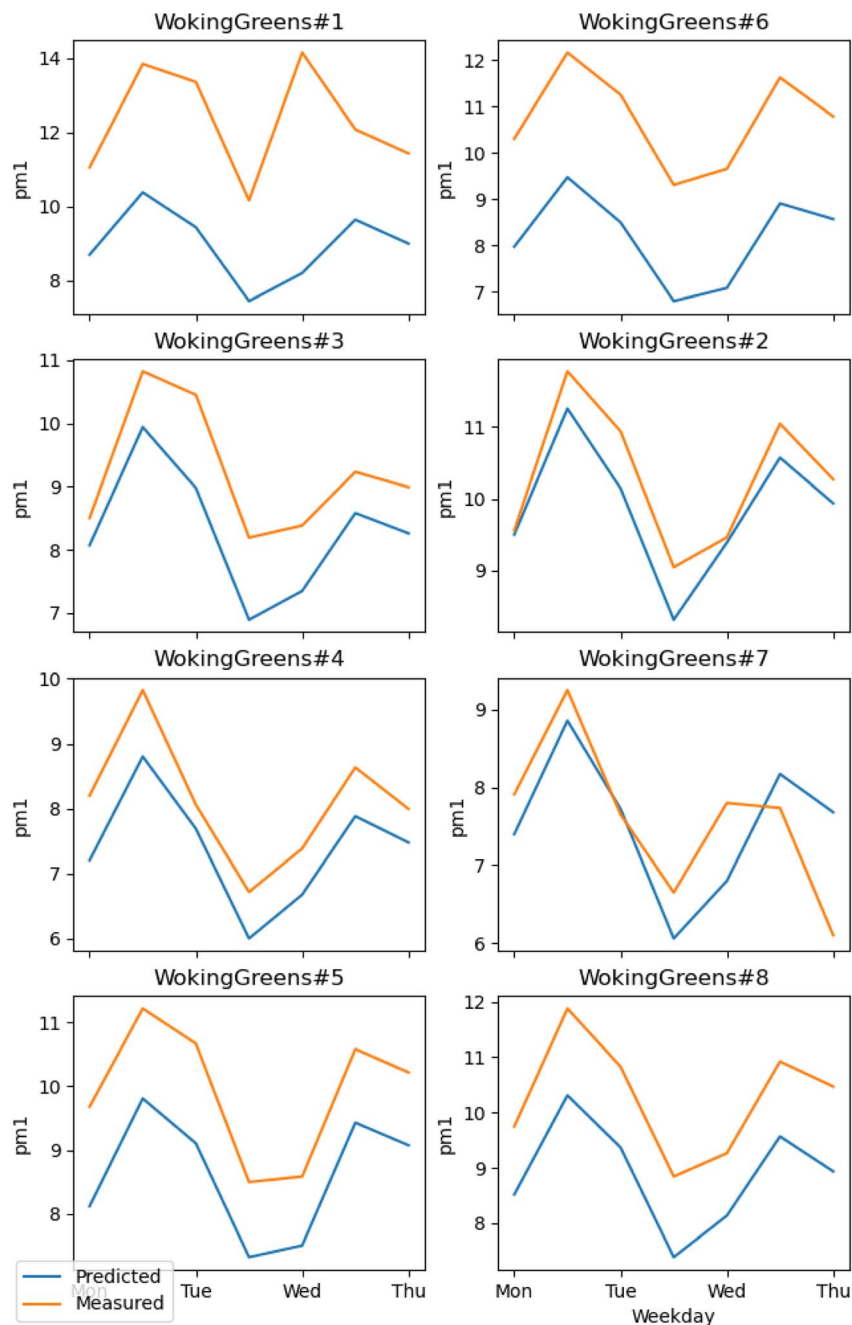 WokingGreens#1
14
12
10
8
pm1
WokingGreens#6
12
11
10
9
8
7
pm1
WokingGreens#3
11
10
9
8
7
pm1
WokingGreens#2
11
10
9
pm1
WokingGreens#4
10
9
8
7
6
pm1
WokingGreens#7
9
8
7
6
pm1
WokingGreens#5
11
10
9
8
pm1
Mon Tue Wed Thu
WokingGreens#8
12
11
10
9
8
pm1
Mon Tue Wed Thu
Weekday
Predicted
Measured